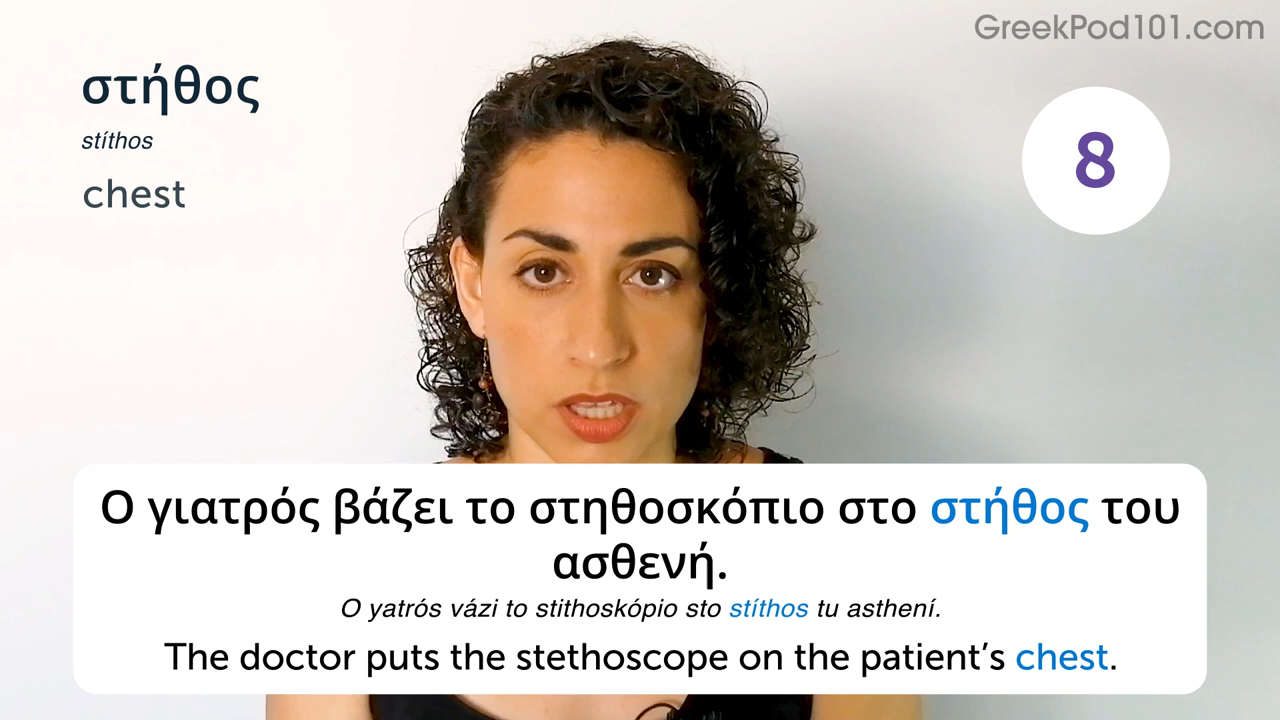 GreekPod101.com
στήθος
stíthos
chest
8
Ο γιατρός βάζει το στηθοσκόπιο στο στήθος του
ασθενή.
O yatrós vázi to stithoskópio sto stíthos tu asthení.
The doctor puts the stethoscope on the patient’s chest.